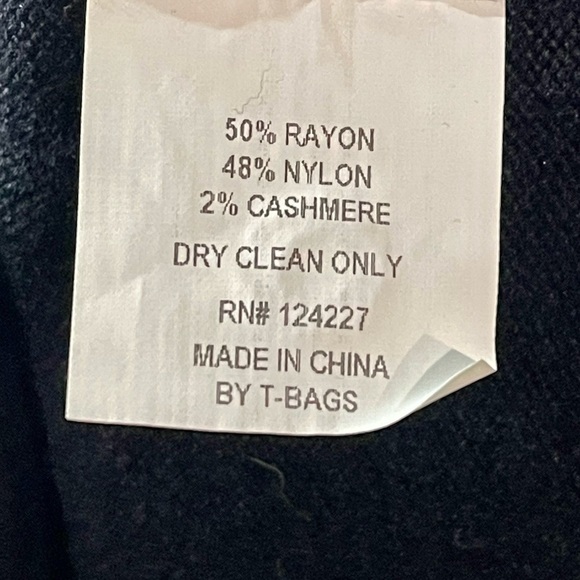 50% RAYON
48% NYLON
2% CASHMERE
DRY CLEAN ONLY
RN# 124227
MADE IN CHINA
BY T-BAGS